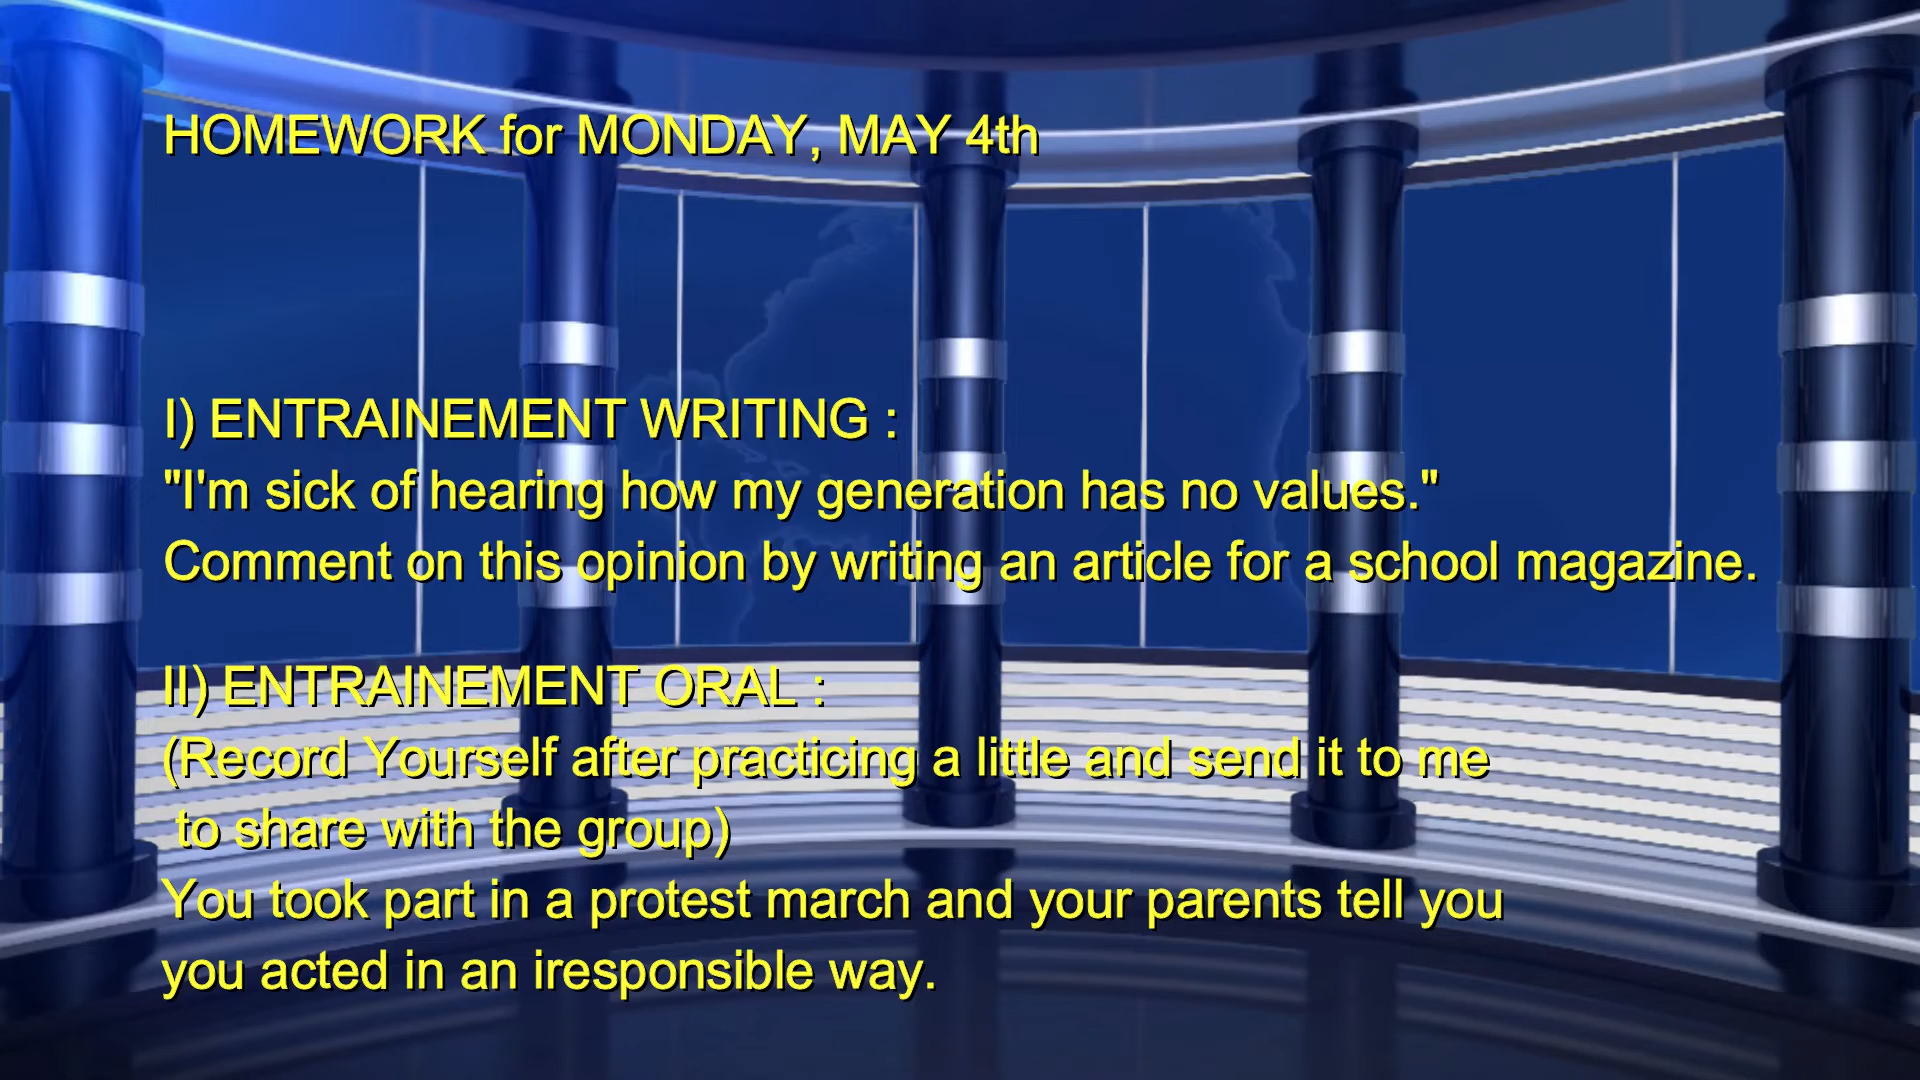 HOMEWORK for MONDAY, MAY 4th
I) ENTRAINEMENT WRITING :
"I'm sick of hearing how my generation has no values."
Comment on this opinion by writing an article for a school magazine.
II) ENTRAINEMENT ORAL :
(Record Yourself after practicing a little and send it to me
to share with the group)
You took part in a protest march and your parents tell you
you acted in an iresponsible way.